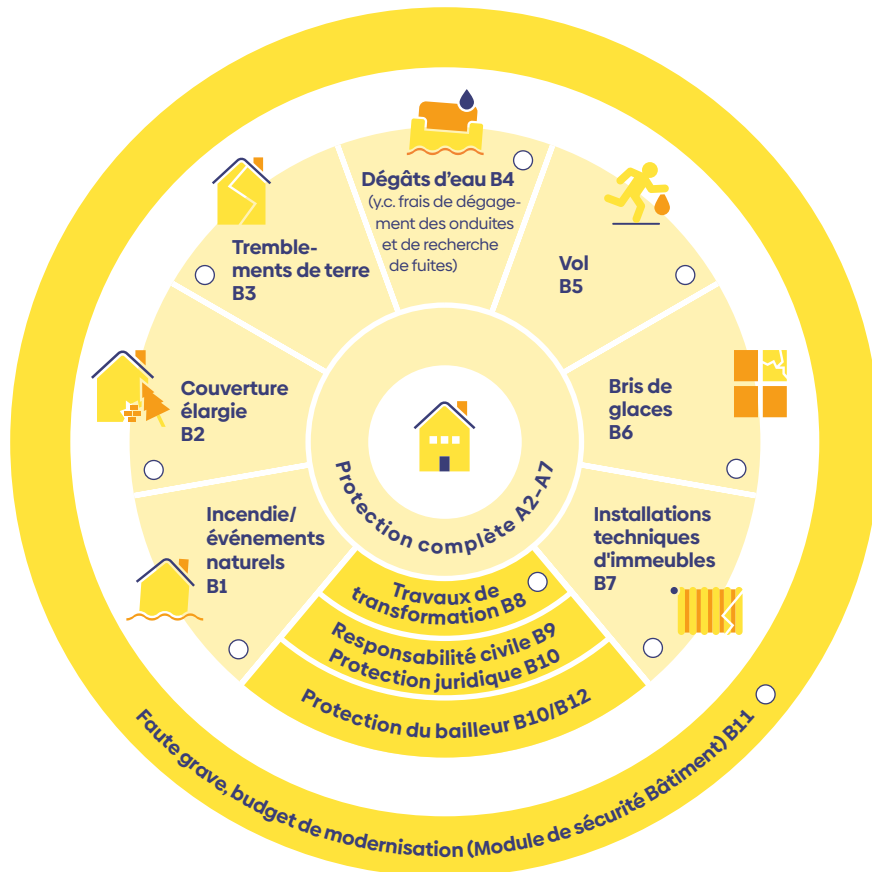 Dégâts d'eau B4
(y.c. frais de dégage-
ment des onduites
et de recherche
de fuites)
Tremble-
ments de terre
B3
Vol
B5
Couverture
élargie
B2
Bris de
glaces
B6
Protection complète A2–A7
Incendie/
événements
naturels
B1
Installations
techniques
d'immeubles
B7
Travaux de
transformation B8
Responsabilité civile B9
Protection juridique B10
Protection du bailleur B10/B12
Faute grave, budget de modernisation (Module de sécurité Bâtiment) B11